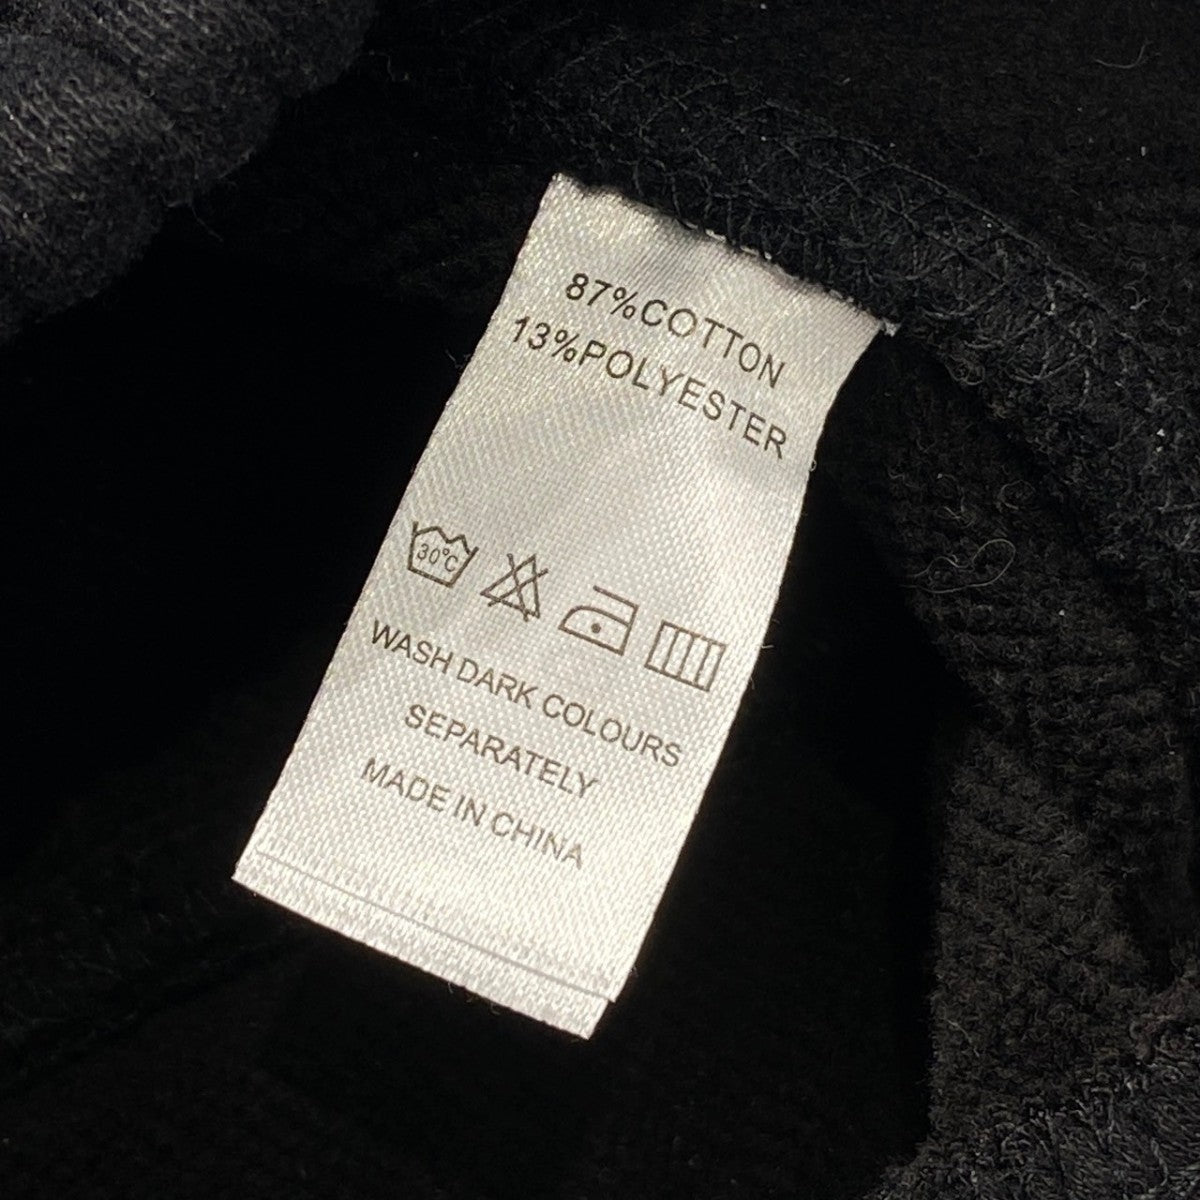 87%COTTON
13%POLYESTER
30°C
WASH DARK COLOURS
SEPARATELY
MADE IN CHINA